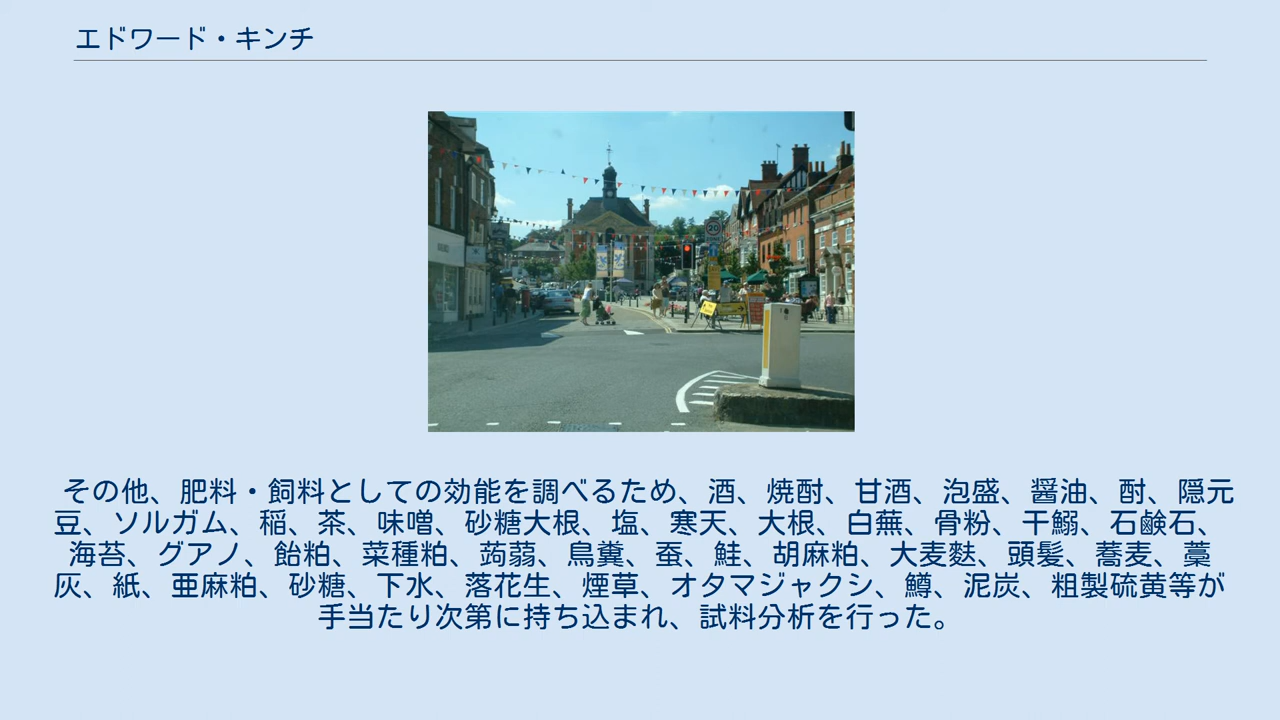 エドワード・キンチ
20
その他、肥料・飼料としての効能を調べるため、酒、焼酎、甘酒、泡盛、醤油、酎、隠元
豆、ソルガム、稲、茶、味噌、砂糖大根、塩、寒天、大根、白蕪、骨粉、干鰯、石鹸石、
海苔、グアノ、飴粕、菜種粕、蒟蒻、鳥糞、蚕、鮭、胡麻粕、大麦麩、頭髪、蕎麦、藁
灰、紙、亜麻粕、砂糖、下水、落花生、煙草、オタマジャクシ、鱒、泥炭、粗製硫黄等が
手当たり次第に持ち込まれ、試料分析を行った。